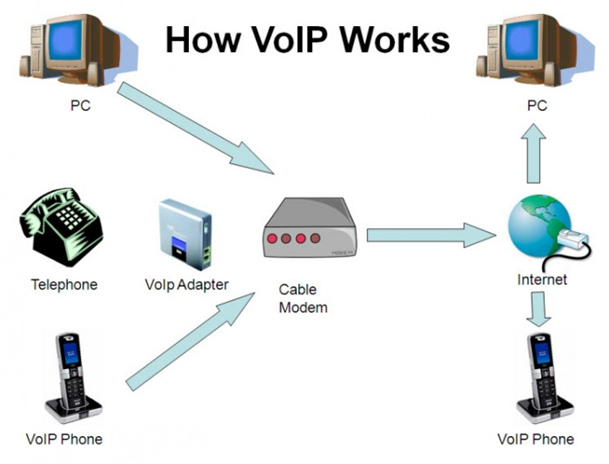 How VoIP Works
PC
PC
Telephone
VoIp Adapter
Cable
Modem
Internet
VoIP Phone
VoIP Phone